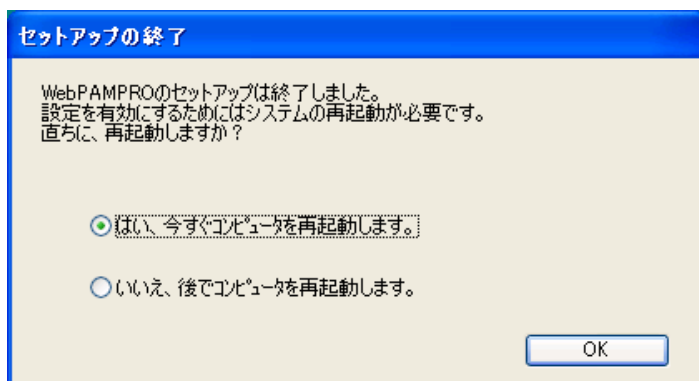 セットアップの終了
WebPAMPROのセットアップは終了しました。
設定を有効にするためにはシステムの再起動が必要です。
直ちに、再起動しますか？
はい、今すぐコンピュータを再起動します。
いいえ、後でコンピュータを再起動します。
OK